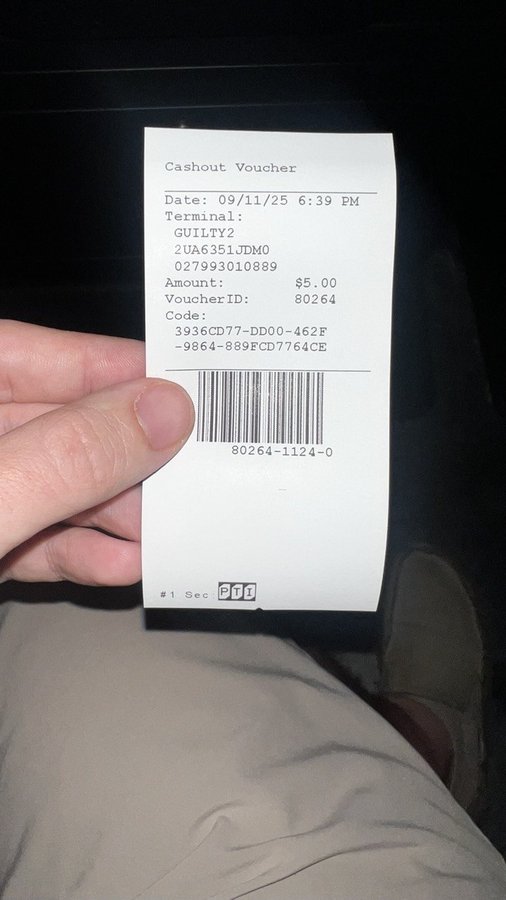 Cashout Voucher
Date: 09/11/25 6:39 PM
Terminal:
GUILTY2
2UA6351JDM0
027993010889
Amount: $5.00
VoucherID: 80264
Code:
3936CD77-DD00-462F
-9864-889FCD7764CE
80264-1124-0
#1 Sec PTI